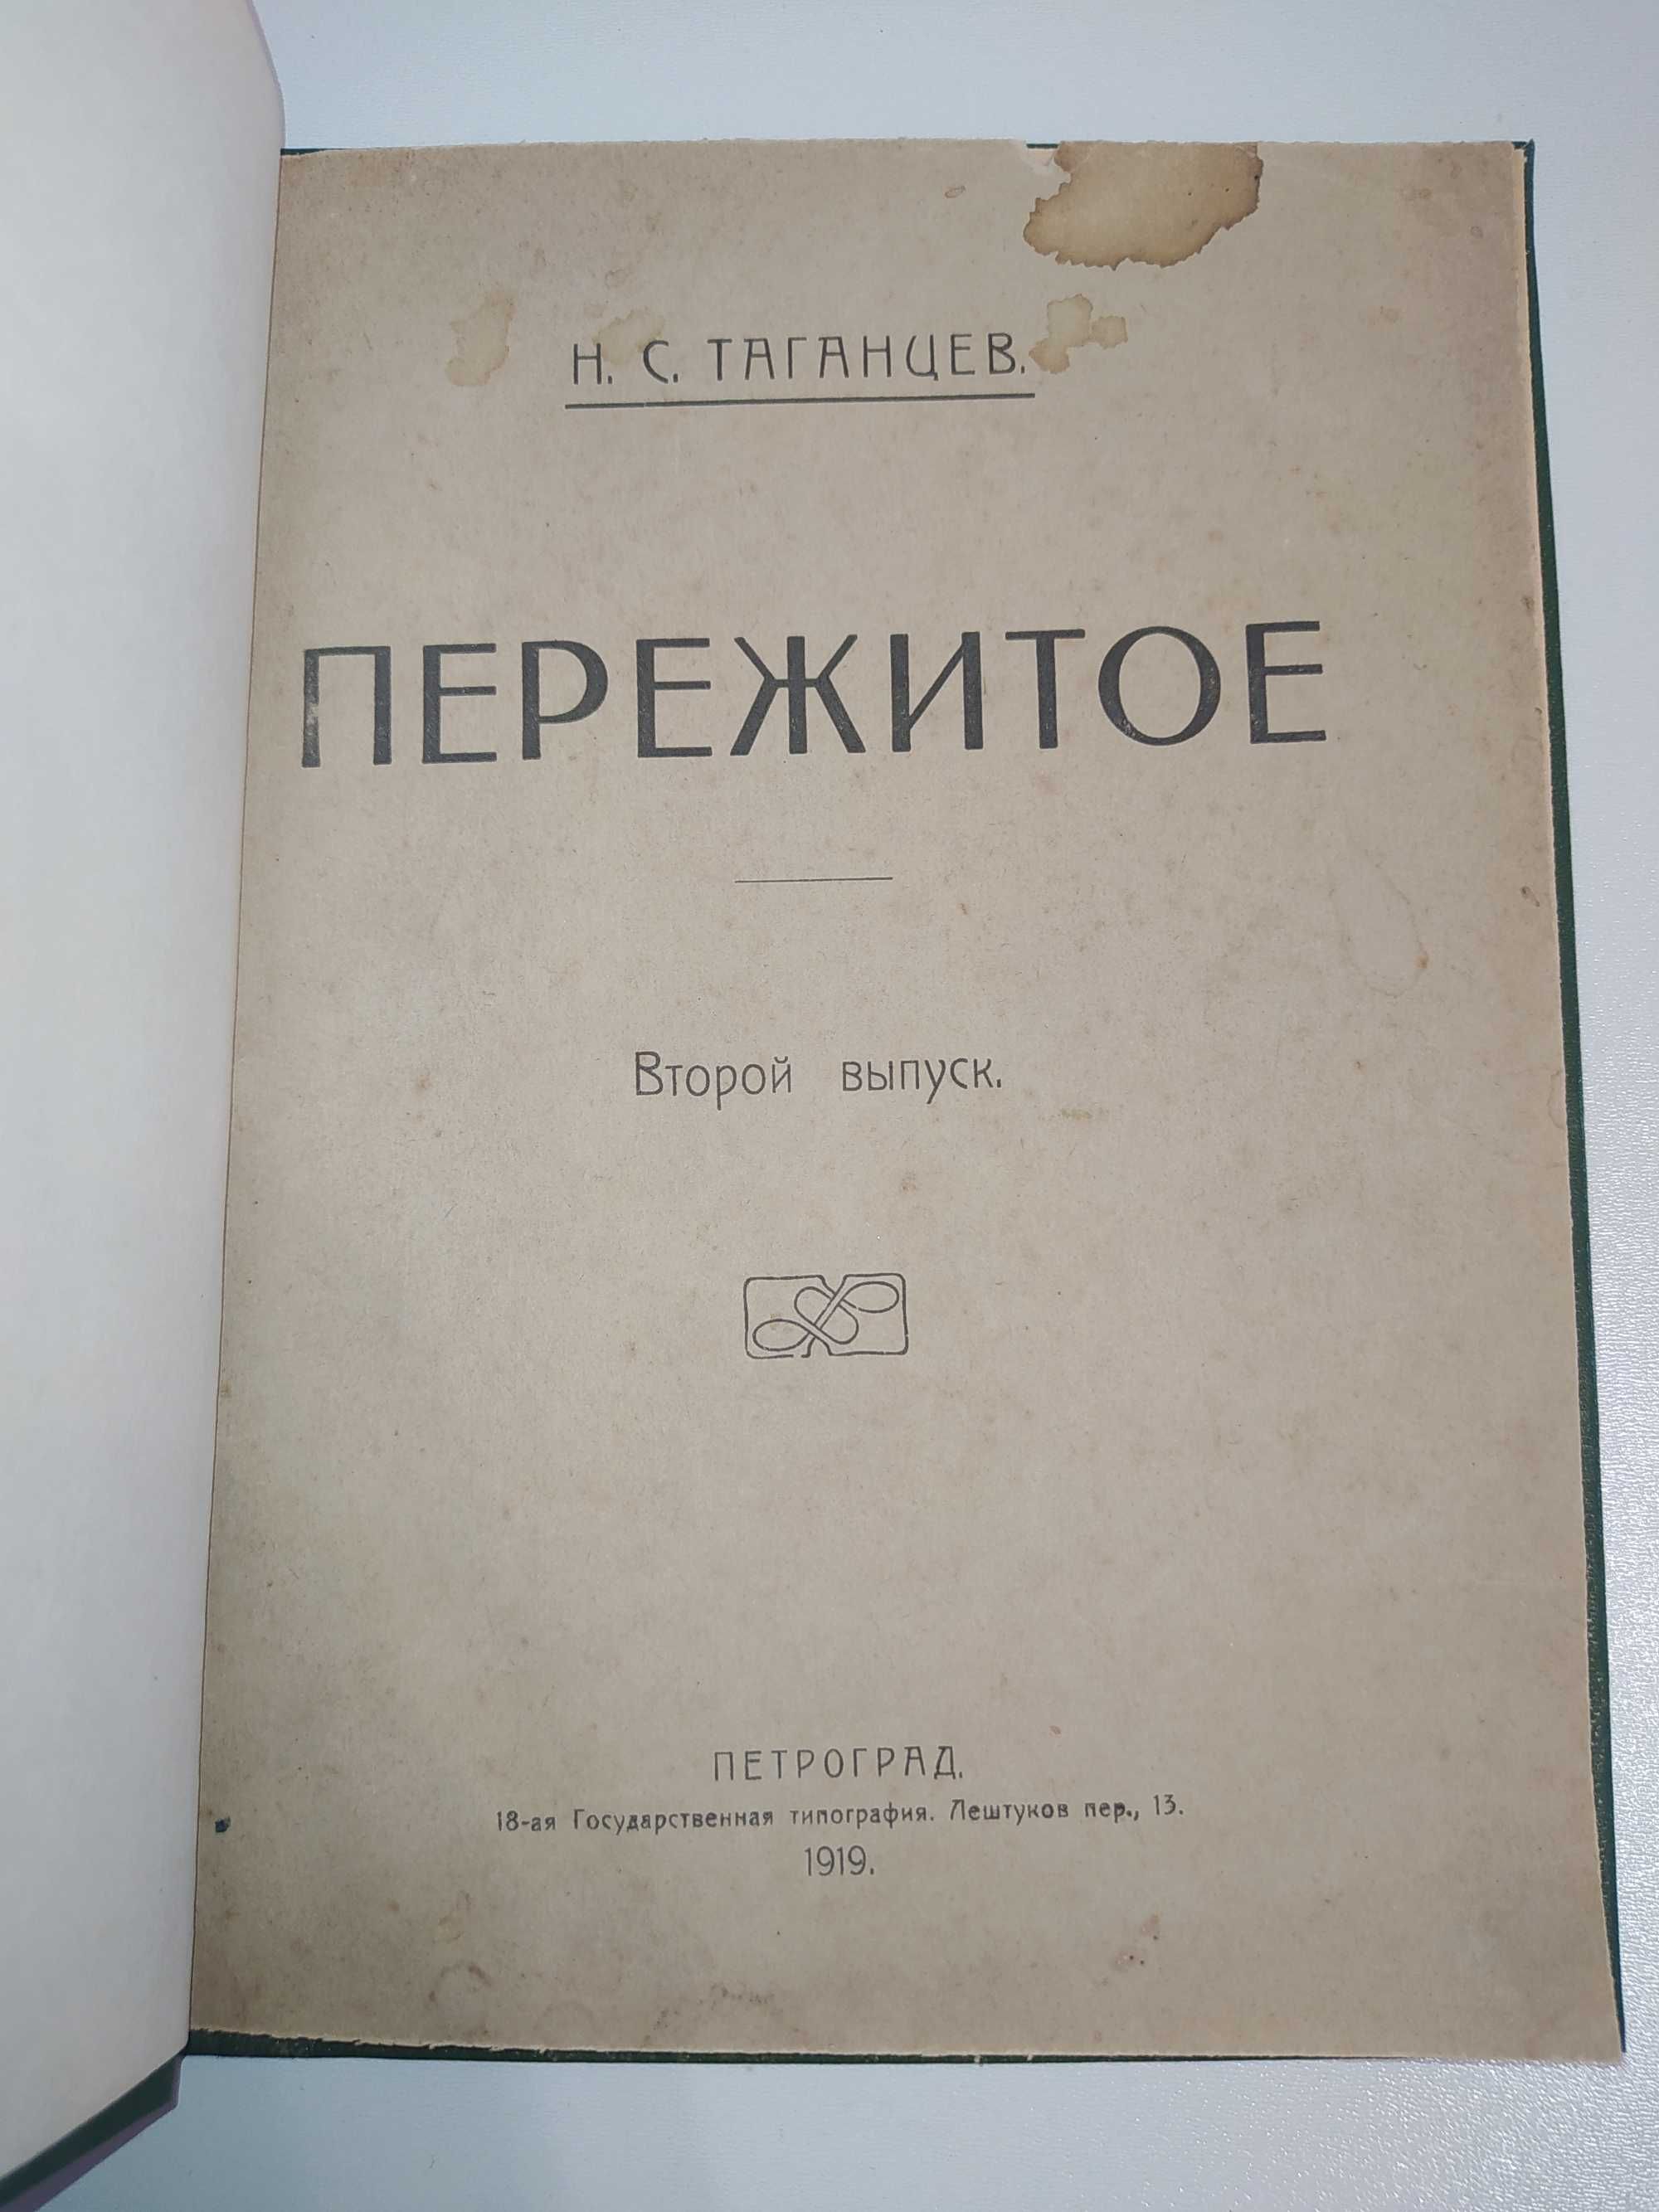 Н. С. ТАГАНЦЕВ.
ПЕРЕЖИТОЕ
Второй выпуск.
ПЕТРОГРАД.
18-ая Государственная типография. Лештуков пер., 13.
1919.